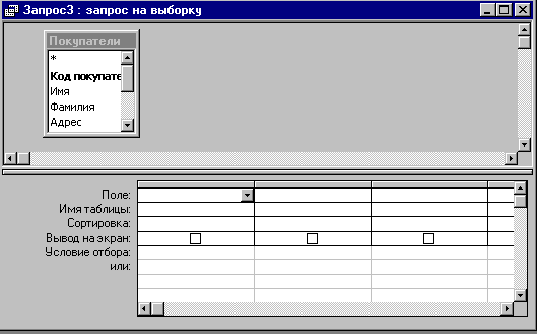 Запрос3 : запрос на выборку
Покупатели
*
Код покупате
Имя
Фамилия
Адрес
Поле:
Имя таблицы:
Сортировка:
Вывод на экран:
Условие отбора:
или: